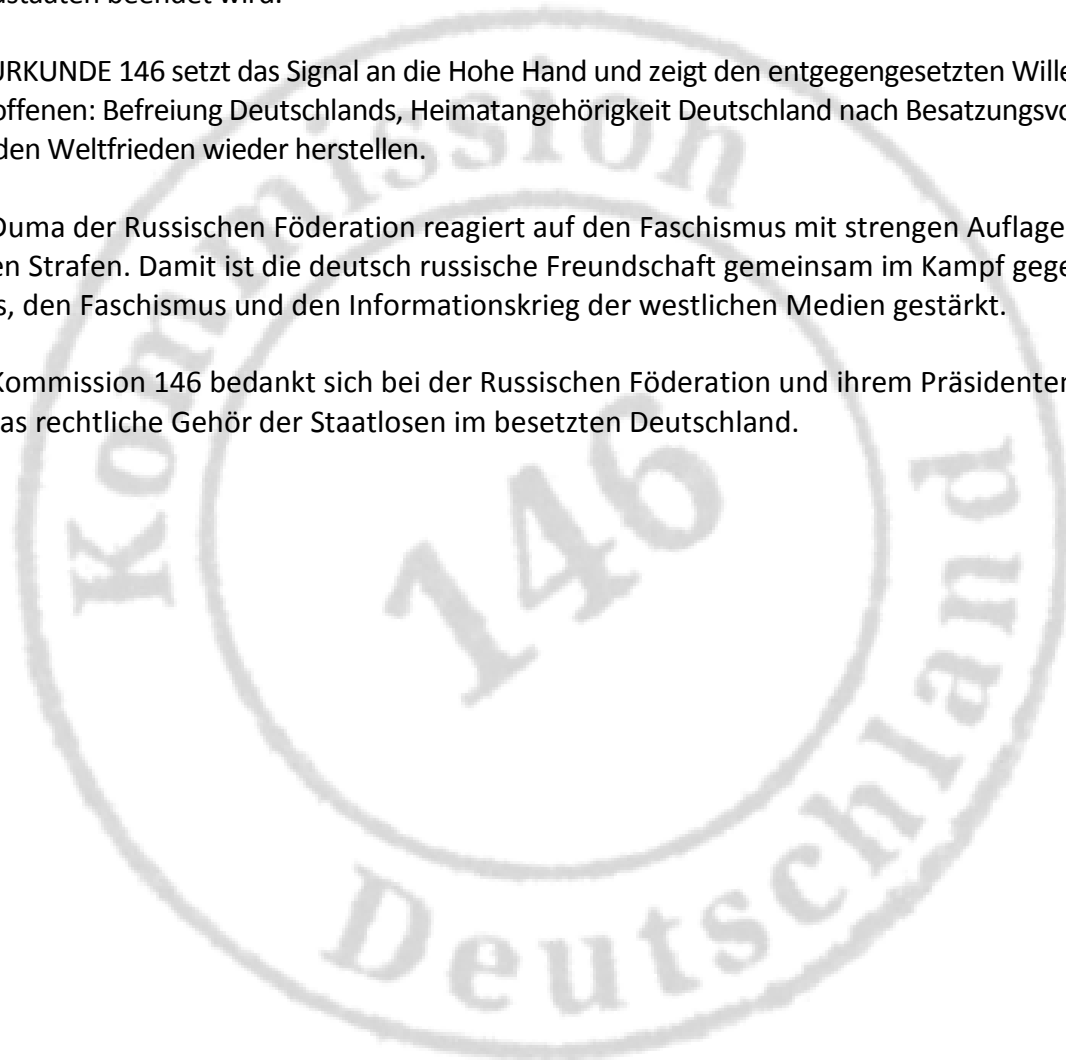 beendet wird.
URKUNDE 146 setzt das Signal an die Hohe Hand und zeigt den entgegengesetzten Wille
offenen: Befreiung Deutschlands, Heimatangehörigkeit Deutschland nach Besatzungsvo
den Weltfrieden wieder herstellen.
Duma der Russischen Föderation reagiert auf den Faschismus mit strengen Auflage
en Strafen. Damit ist die deutsch russische Freundschaft gemeinsam im Kampf gege
s, den Faschismus und den Informationskrieg der westlichen Medien gestärkt.
Kommission 146 bedankt sich bei der Russischen Föderation und ihrem Präsidenten
as rechtliche Gehör der Staatlosen im besetzten Deutschland.
Kommission
146
Deutschland